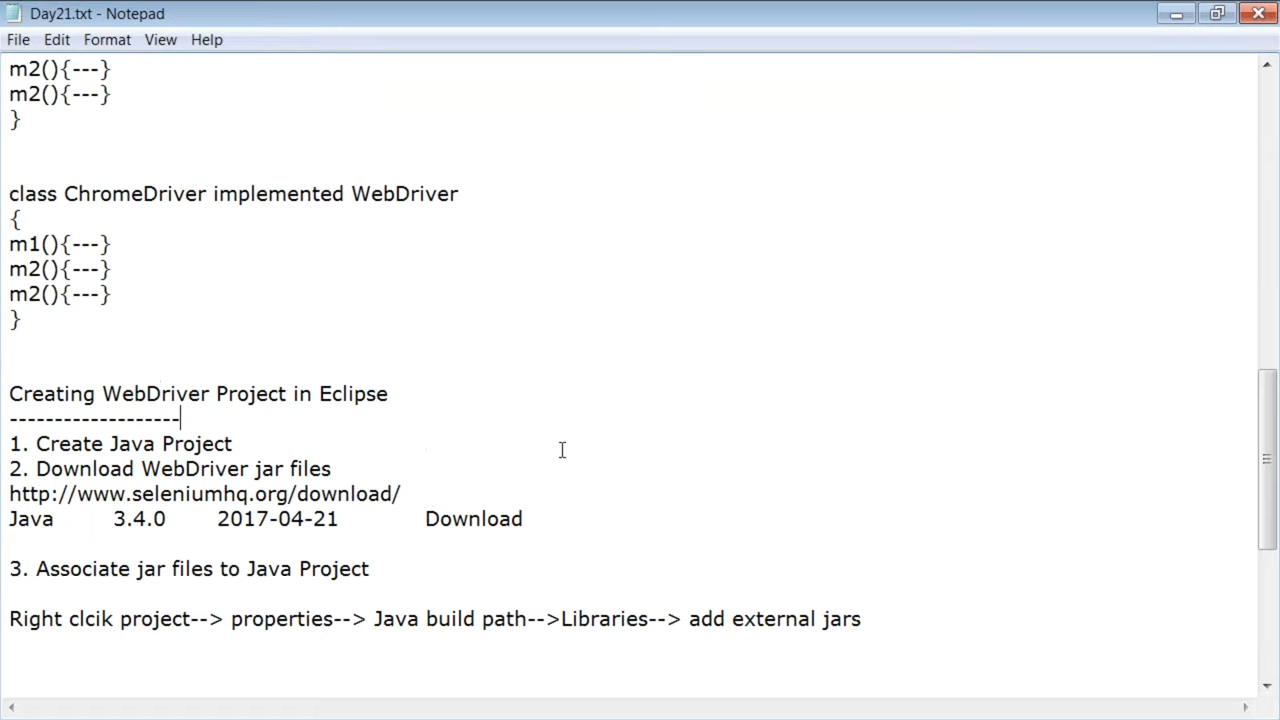 Day21.txt - Notepad
File Edit Format View Help
m2(){---}
m2(){---}
}
class ChromeDriver implemented WebDriver
{
m1(){---}
m2(){---}
m2(){---}
}
Creating WebDriver Project in Eclipse
-------------------
1. Create Java Project
2. Download WebDriver jar files
http://www.seleniumhq.org/download/
Java 3.4.0 2017-04-21 Download
3. Associate jar files to Java Project
Right clcik project--> properties--> Java build path-->Libraries--> add external jars